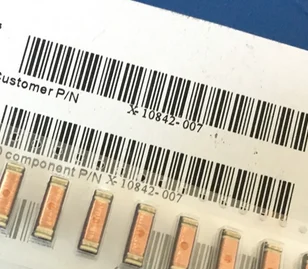 Customer P/N
X-10842-007
component P/N X-10842-007